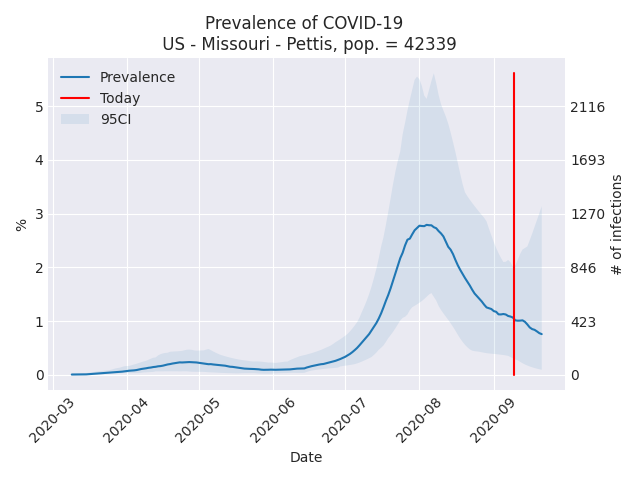 Prevalence of COVID-19
US - Missouri - Pettis, pop. = 42339
Prevalence
Today
95CI
%
5
4
3
2
1
0
2116
1693
1270
846
423
0
# of infections
2020-03
2020-04
2020-05
2020-06
2020-07
2020-08
2020-09
Date